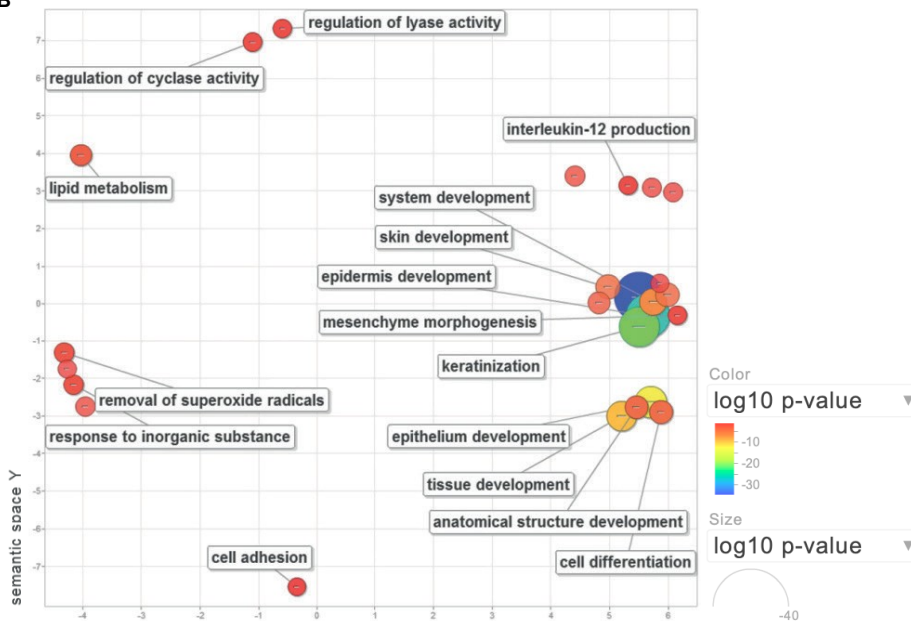 B
regulation of lyase activity
regulation of cyclase activity
interleukin-12 production
lipid metabolism
system development
skin development
epidermis development
mesenchyme morphogenesis
keratinization
removal of superoxide radicals
response to inorganic substance
epithelium development
tissue development
anatomical structure development
cell differentiation
cell adhesion
semantic space Y
7
6
5
4
3
2
1
0
-1
-2
-3
-4
-5
-6
-7
-4
-3
-2
-1
0
1
2
3
4
5
6
Color
log10 p-value
-10
-20
-30
Size
log10 p-value
-40